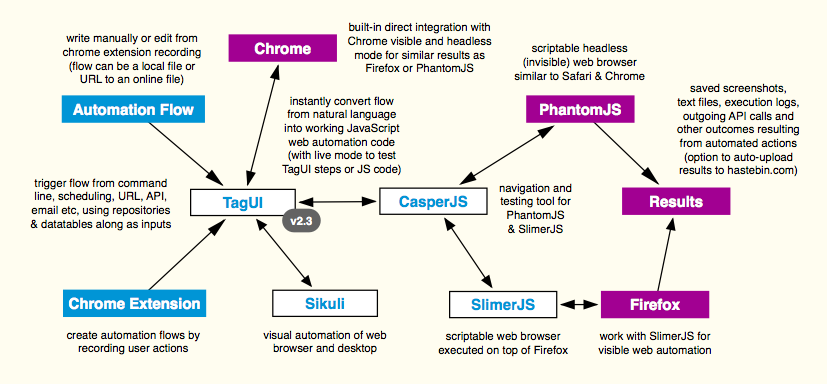 write manually or edit from
chrome extension recording
(flow can be a local file or
URL to an online file)
Automation Flow
Chrome
built-in direct integration with
Chrome visible and headless
mode for similar results as
Firefox or PhantomJS
scriptable headless
(invisible) web browser
similar to Safari & Chrome
PhantomJS
saved screenshots,
text files, execution logs,
outgoing API calls and
other outcomes resulting
from automated actions
(option to auto-upload
results to hastebin.com)
instantly convert flow
from natural language
into working JavaScript
web automation code
(with live mode to test
TagUI steps or JS code)
trigger flow from command
line, scheduling, URL, API,
email etc, using repositories
& datatables along as inputs
TagUI
v2.3
CasperJS
navigation and
testing tool for
PhantomJS
& SlimerJS
Results
Chrome Extension
create automation flows by
recording user actions
Sikuli
visual automation of web
browser and desktop
SlimerJS
scriptable web browser
executed on top of Firefox
Firefox
work with SlimerJS for
visible web automation